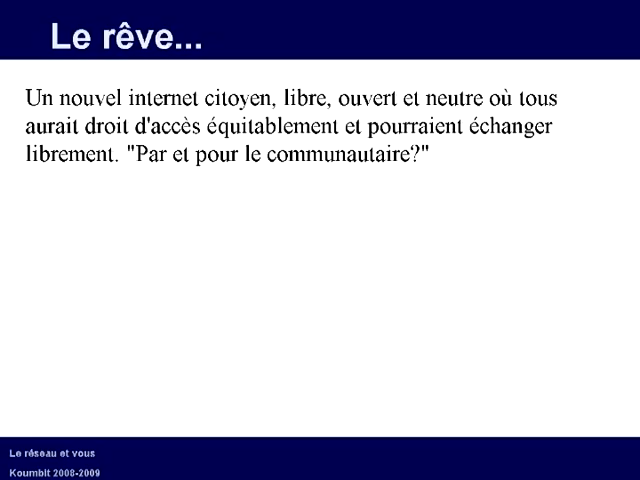 Le rêve...
Un nouvel internet citoyen, libre, ouvert et neutre où tous
aurait droit d'accès équitablement et pourraient échanger
librement. "Par et pour le communautaire?"
Le réseau et vous
Koumbit 2008-2009